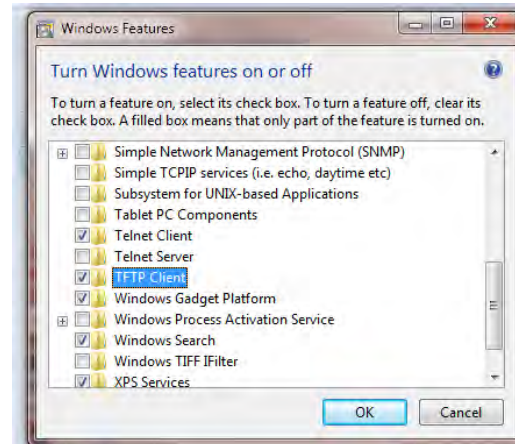 Windows Features
Turn Windows features on or off
To turn a feature on, select its check box. To turn a feature off, clear its
check box. A filled box means that only part of the feature is turned on.
Simple Network Management Protocol (SNMP)
Simple TCPIP services (i.e. echo, daytime etc)
Subsystem for UNIX-based Applications
Tablet PC Components
Telnet Client
Telnet Server
TFTP Client
Windows Gadget Platform
Windows Process Activation Service
Windows Search
Windows TIFF IFilter
XPS Services
OK Cancel